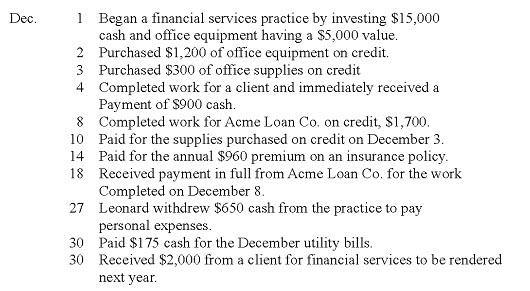 Dec. 1 Began a financial services practice by investing $15,000
cash and office equipment having a $5,000 value.
2 Purchased $1,200 of office equipment on credit.
3 Purchased $300 of office supplies on credit
4 Completed work for a client and immediately received a
Payment of $900 cash.
8 Completed work for Acme Loan Co. on credit, $1,700.
10 Paid for the supplies purchased on credit on December 3.
14 Paid for the annual $960 premium on an insurance policy.
18 Received payment in full from Acme Loan Co. for the work
Completed on December 8.
27 Leonard withdrew $650 cash from the practice to pay
personal expenses.
30 Paid $175 cash for the December utility bills.
30 Received $2,000 from a client for financial services to be rendered
next year.